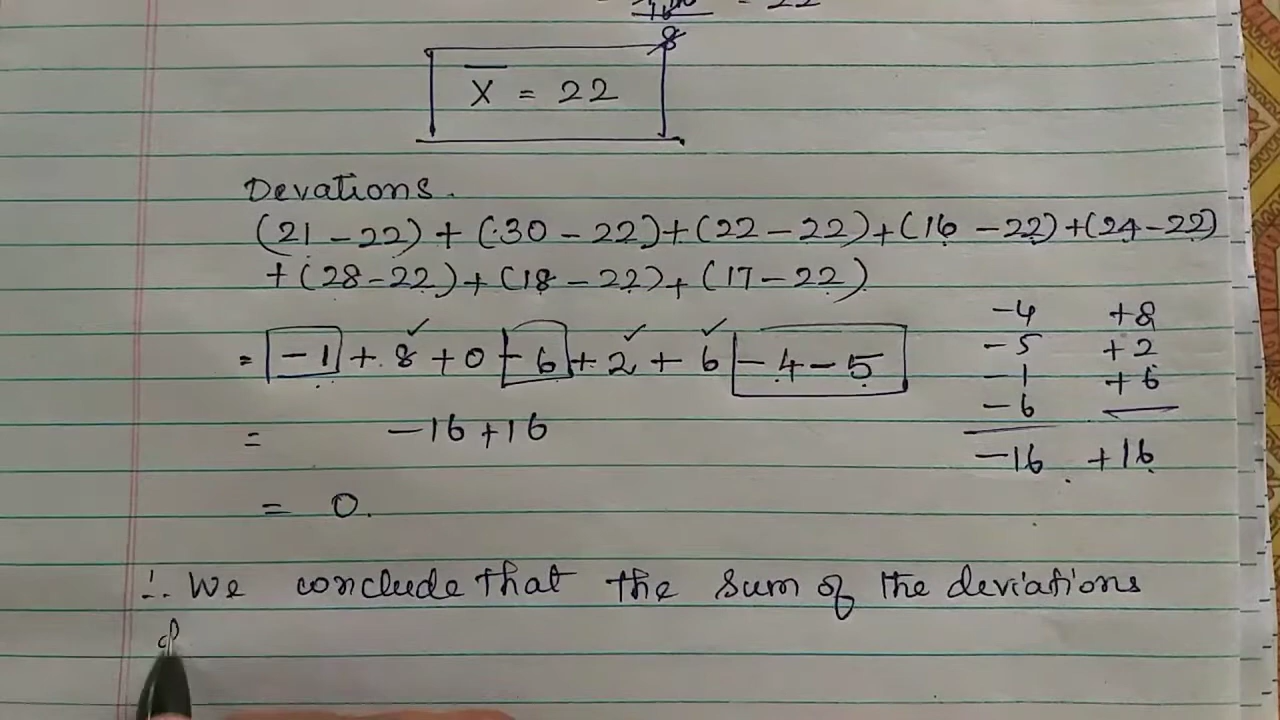 = 22
8
X = 22
Devations.
(21 - 22) + (30 - 22) + (22 - 22) + (16 - 22) + (24 - 22)
+ (28 - 22) + (18 - 22) + (17 - 22)
-4 +8
= -1 + 8 + 0 - 6 + 2 + 6 - 4 - 5
-5 +2
-1 +6
-6
= -16 + 16
-16 +16
= 0.
∴ We conclude that the sum of the deviations